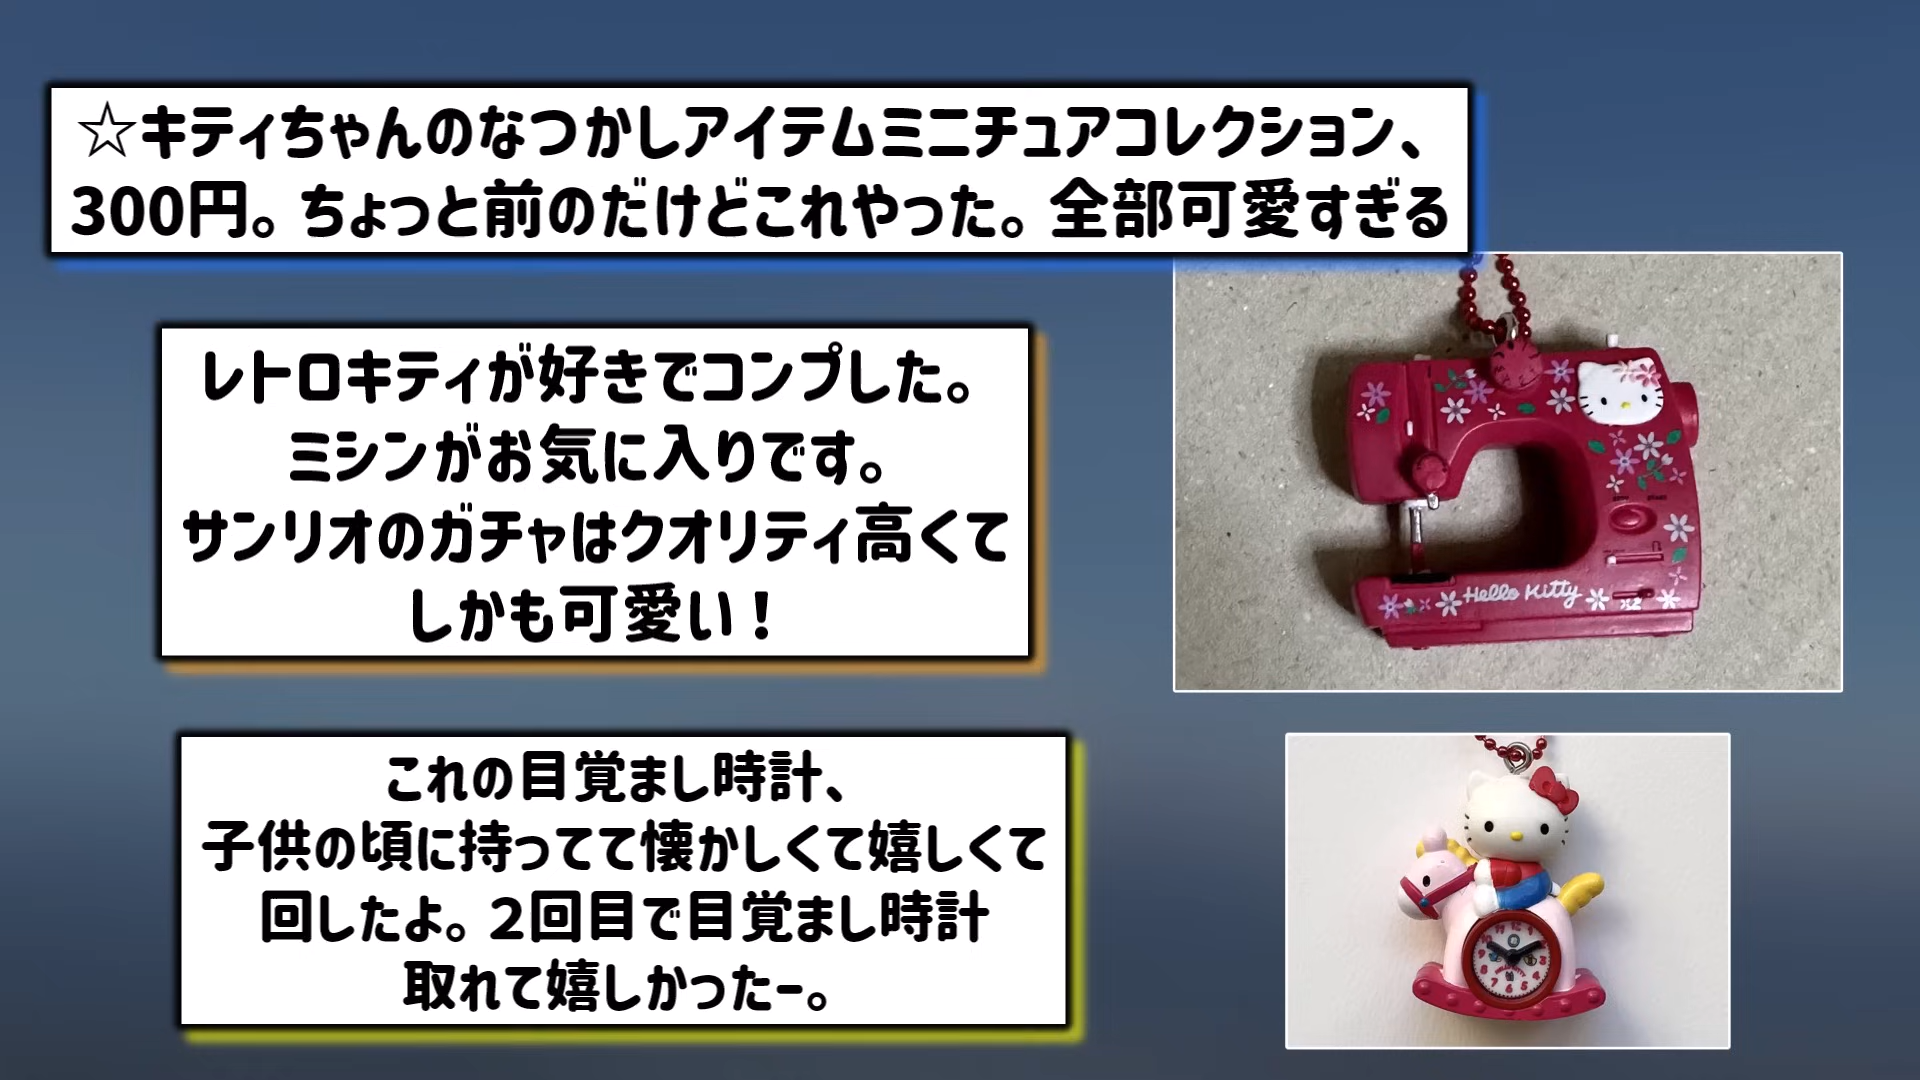 ☆キティちゃんのなつかしアイテムミニチュアコレクション、
300円。ちょっと前のだけどこれやった。全部可愛すぎる
レトロキティが好きでコンプした。
ミシンがお気に入りです。
サンリオのガチャはクオリティ高くて
しかも可愛い！
Hello Kitty
これの目覚まし時計、
子供の頃に持ってて懐かしくて嬉しくて
回したよ。２回目で目覚まし時計
取れて嬉しかったー。